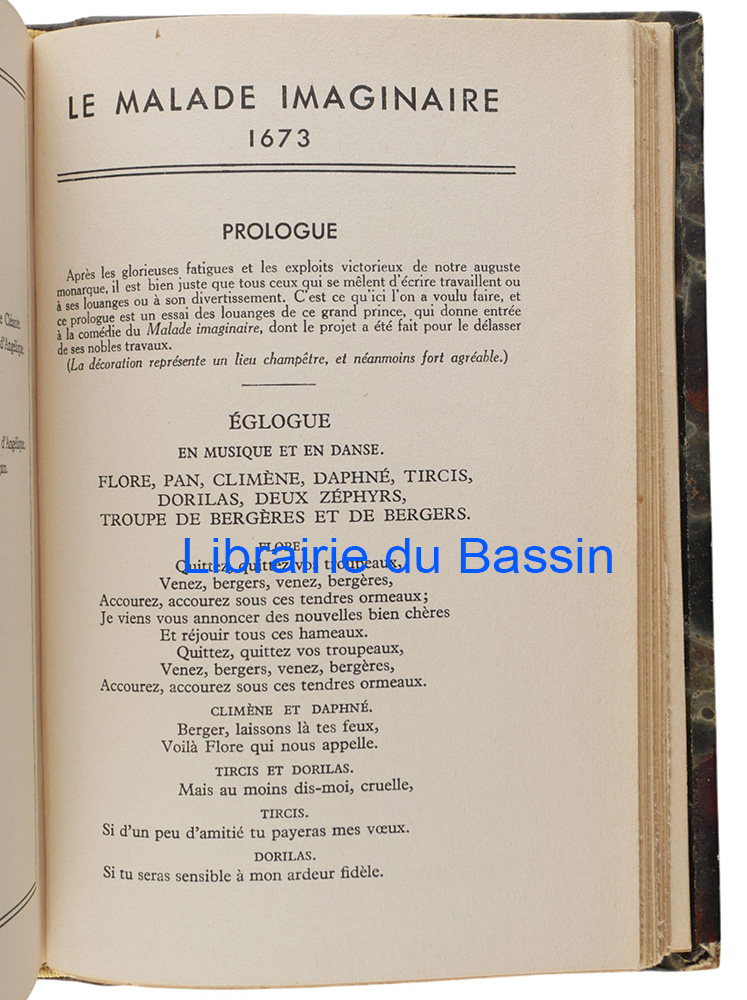 LE MALADE IMAGINAIRE
1673
PROLOGUE
Après les glorieuses fatigues et les exploits victorieux de notre auguste
monarque, il est bien juste que tous ceux qui se mêlent d'écrire travaillent ou
à ses louanges ou à son divertissement. C'est ce qu'ici l'on a voulu faire, et
ce prologue est un essai des louanges de ce grand prince, qui donne entrée
à la comédie du Malade imaginaire, dont le projet a été fait pour le délasser
de ses nobles travaux.
(La décoration représente un lieu champêtre, et néanmoins fort agréable.)
ÉGLOGUE
EN MUSIQUE ET EN DANSE.
FLORE, PAN, CLIMÈNE, DAPHNÉ, TIRCIS,
DORILAS, DEUX ZÉPHYRS,
TROUPE DE BERGÈRES ET DE BERGERS.
FLORE.
Librairie du Bassin
Quittez, quittez vos troupeaux,
Venez, bergers, venez, bergères,
Accourez, accourez sous ces tendres ormeaux;
Je viens vous annoncer des nouvelles bien chères
Et réjouir tous ces hameaux.
Quittez, quittez vos troupeaux,
Venez, bergers, venez, bergères,
Accourez, accourez sous ces tendres ormeaux.
CLIMÈNE ET DAPHNÉ.
Berger, laissons là tes feux,
Voilà Flore qui nous appelle.
TIRCIS ET DORILAS.
Mais au moins dis-moi, cruelle,
TIRCIS.
Si d'un peu d'amitié tu payeras mes vœux.
DORILAS.
Si tu seras sensible à mon ardeur fidèle.
Cléante.
d'Angélique.
d'Angélique.